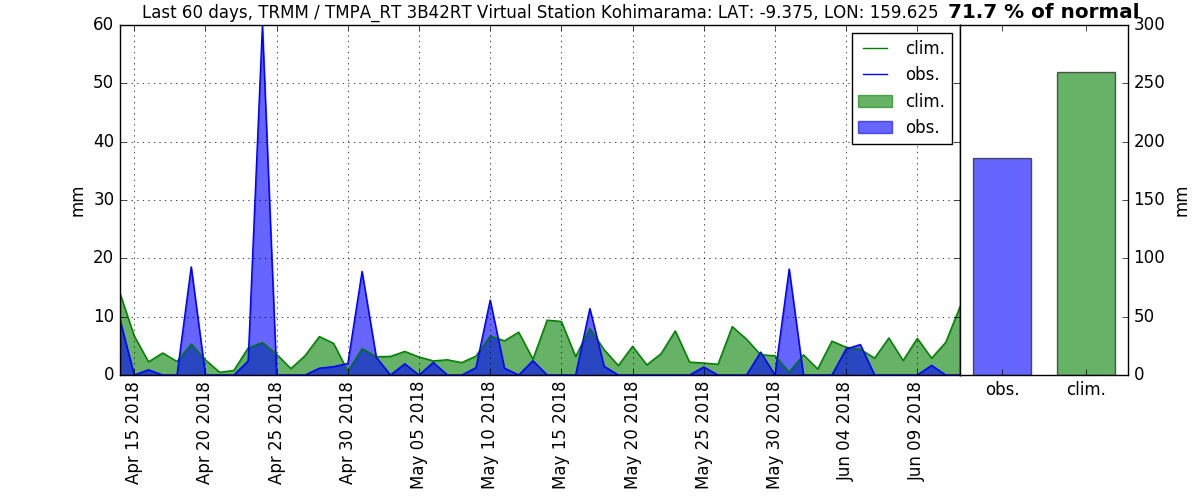 Last 60 days, TRMM / TMPA_RT 3B42RT Virtual Station Kohimarama: LAT: -9.375, LON: 159.625 71.7 % of normal
60
50
40
30
20
10
0
mm
clim.
obs.
clim.
obs.
300
250
200
150
100
50
0
mm
Apr 15 2018
Apr 20 2018
Apr 25 2018
Apr 30 2018
May 05 2018
May 10 2018
May 15 2018
May 20 2018
May 25 2018
May 30 2018
Jun 04 2018
Jun 09 2018
obs.
clim.